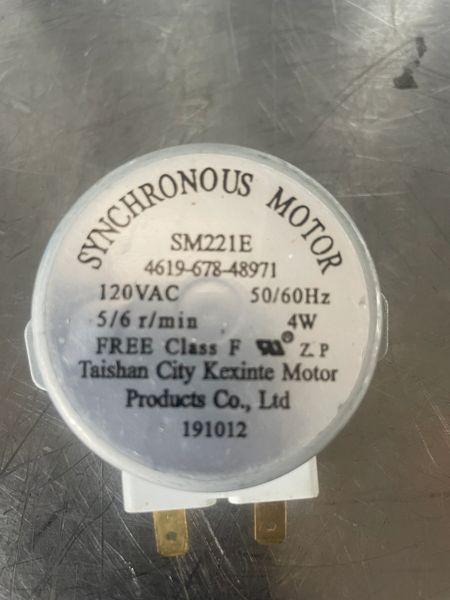 SYNCHRONOUS MOTOR
SM221E
4619-678-48971
120VAC 50/60Hz
5/6 r/min 4W
FREE Class F ® Z P
Taishan City Kexinte Motor
Products Co., Ltd
191012